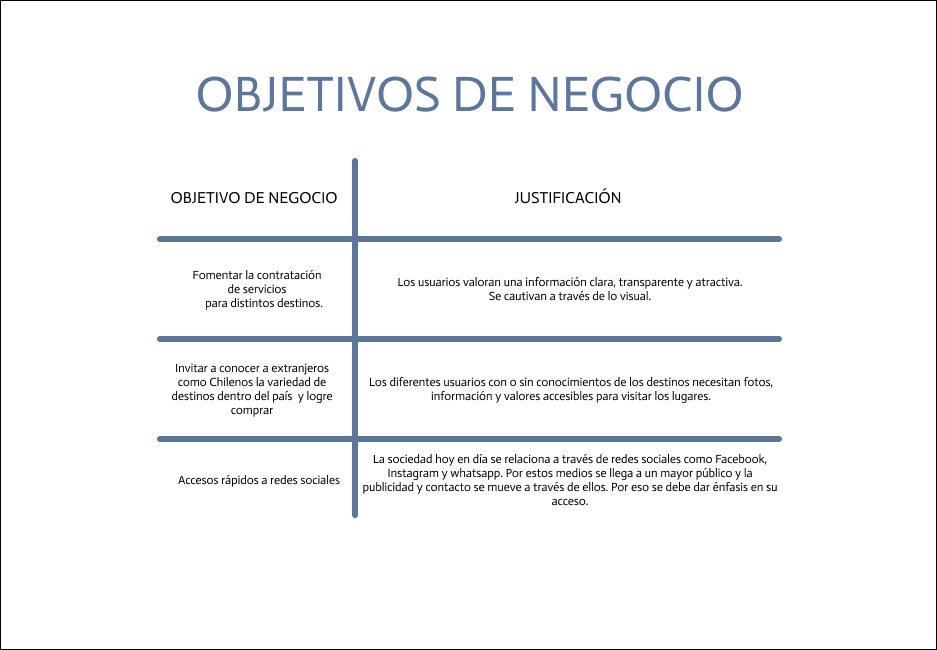 OBJETIVOS DE NEGOCIO
OBJETIVO DE NEGOCIO
JUSTIFICACIÓN
Fomentar la contratación
de servicios
para distintos destinos.
Los usuarios valoran una información clara, transparente y atractiva.
Se cautivan a través de lo visual.
Invitar a conocer a extranjeros
como Chilenos la variedad de
destinos dentro del país  y logre
comprar
Los diferentes usuarios con o sin conocimientos de los destinos necesitan fotos,
información y valores accesibles para visitar los lugares.
Accesos rápidos a redes sociales
La sociedad hoy en día se relaciona a través de redes sociales como Facebook,
Instagram y whatsapp. Por estos medios se llega a un mayor público y la
publicidad y contacto se mueve a través de ellos. Por eso se debe dar énfasis en su
acceso.